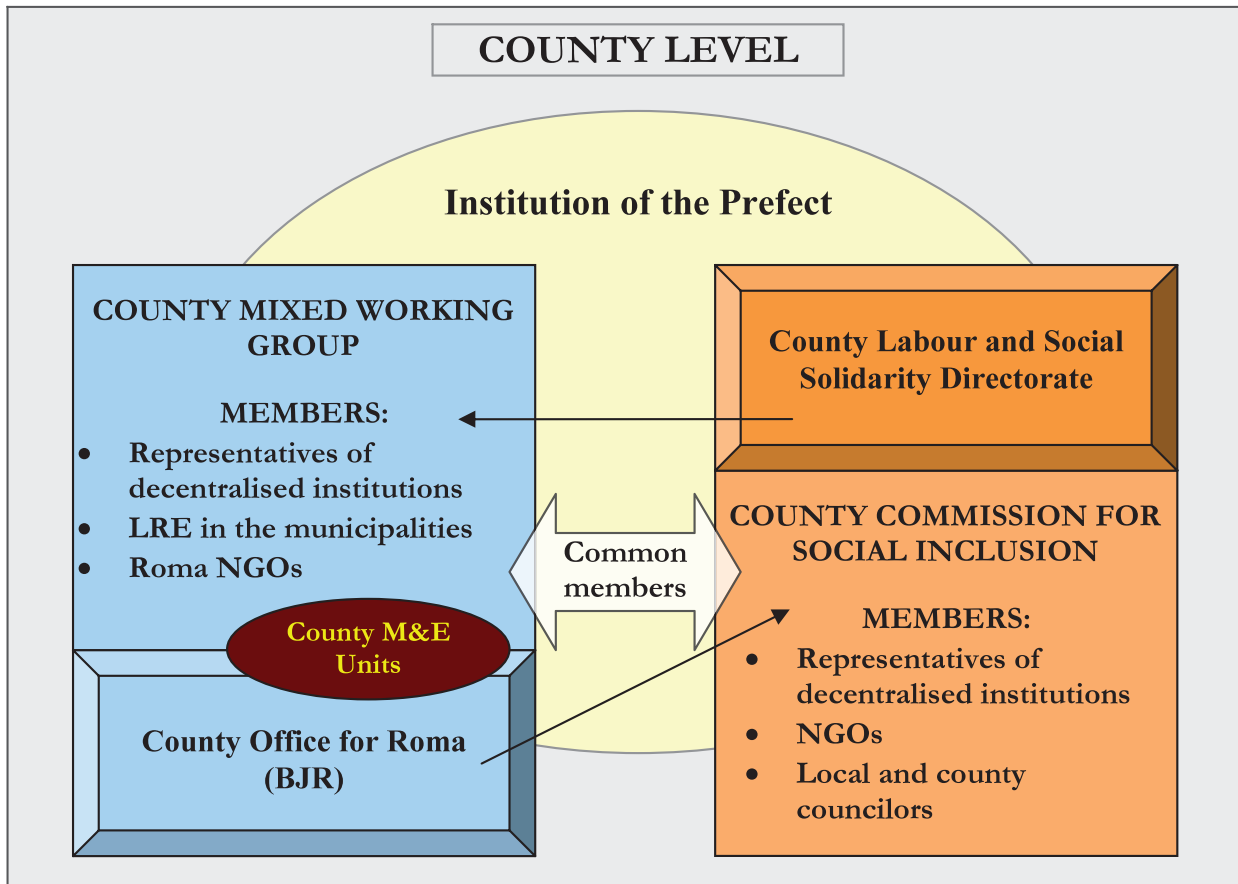 COUNTY LEVEL
Institution of the Prefect
COUNTY MIXED WORKING
GROUP
MEMBERS:
• Representatives of
decentralised institutions
• LRE in the municipalities
• Roma NGOs
County M&E
Units
County Office for Roma
(BJR)
Common
members
County Labour and Social
Solidarity Directorate
COUNTY COMMISSION FOR
SOCIAL INCLUSION
MEMBERS:
• Representatives of
decentralised institutions
• NGOs
• Local and county
councilors